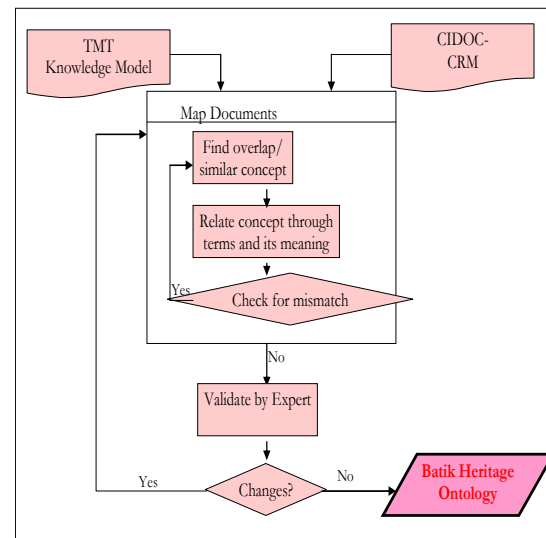 TMT
Knowledge Model
CIDOC-
CRM
Map Documents
Find overlap/
similar concept
Relate concept through
terms and its meaning
Yes
Check for mismatch
No
Validate by Expert
Yes
Changes?
No
Batik Heritage
Ontology